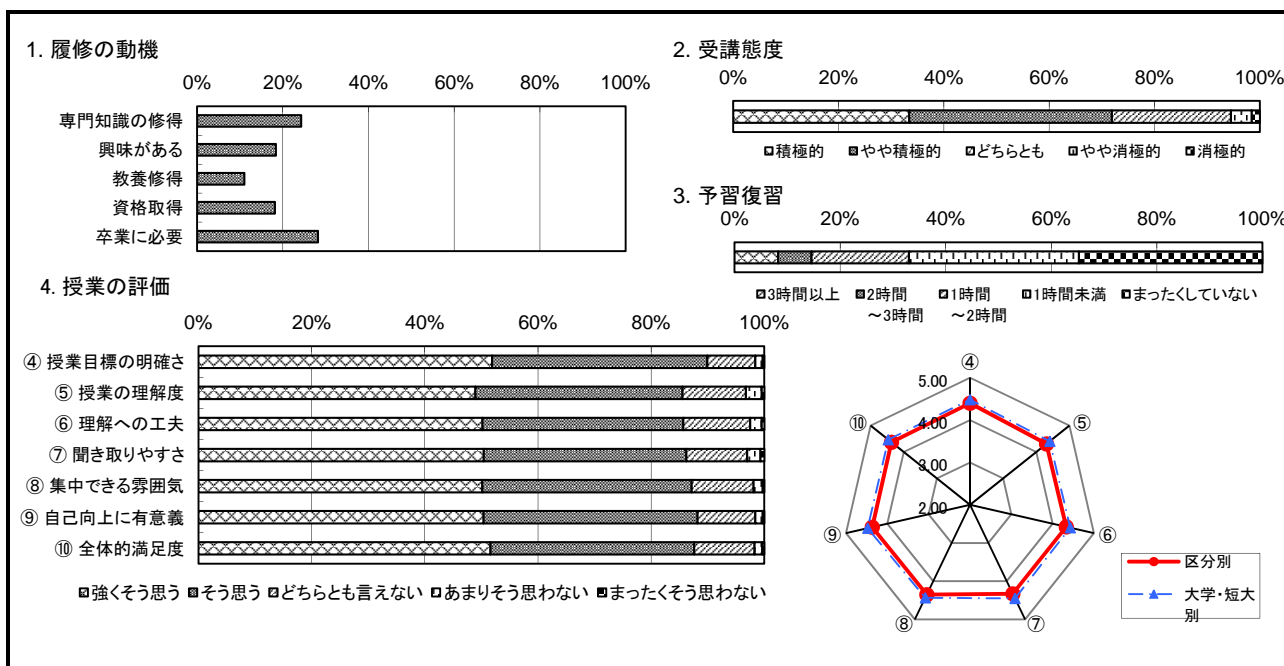 1. 履修の動機
0% 20% 40% 60% 80% 100%
専門知識の修得
興味がある
教養修得
資格取得
卒業に必要
2. 受講態度
0% 20% 40% 60% 80% 100%
積極的 やや積極的 どちらとも やや消極的 消極的
3. 予習復習
0% 20% 40% 60% 80% 100%
3時間以上 2時間 1時間 1時間未満 まったくしていない
～3時間 ～2時間
4. 授業の評価
0% 20% 40% 60% 80% 100%
④ 授業目標の明確さ
⑤ 授業の理解度
⑥ 理解への工夫
⑦ 聞き取りやすさ
⑧ 集中できる雰囲気
⑨ 自己向上に有意義
⑩ 全体的満足度
強くそう思う そう思う どちらとも言えない あまりそう思わない まったくそう思わない
④
5.00
⑩ ⑤
4.00
3.00
2.00
⑨ ⑥
⑧ ⑦
区分別
大学・短大
別